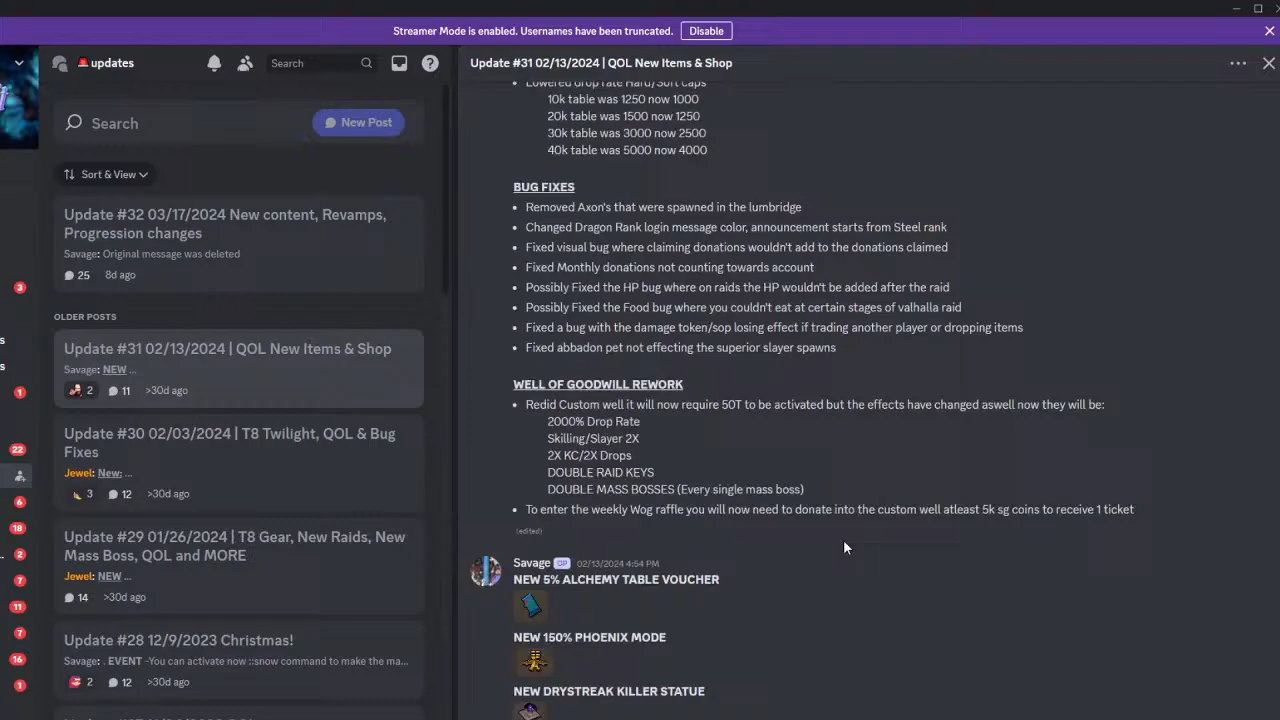 Streamer Mode is enabled. Usernames have been truncated. Disable
updates
Search
Search
New Post
Sort & View
Update #32 03/17/2024 New content, Revamps,
Progression changes
Savage: Original message was deleted
25 8d ago
OLDER POSTS
Update #31 02/13/2024 | QOL New Items & Shop
Savage: NEW ...
2 11 >30d ago
Update #30 02/03/2024 | T8 Twilight, QOL & Bug
Fixes
Jewel: New: ...
3 12 >30d ago
Update #29 01/26/2024 | T8 Gear, New Raids, New
Mass Boss, QOL and MORE
Jewel: NEW ...
14 >30d ago
Update #28 12/9/2023 Christmas!
Savage: . EVENT -You can activate now ::snow command to make the ma...
2 12 >30d ago
3
1
22
6
18
2
7
11
7
16
1
Update #31 02/13/2024 | QOL New Items & Shop
Lowered drop rate Hard/Soft caps
10k table was 1250 now 1000
20k table was 1500 now 1250
30k table was 3000 now 2500
40k table was 5000 now 4000
BUG FIXES
• Removed Axon's that were spawned in the lumbridge
• Changed Dragon Rank login message color, announcement starts from Steel rank
• Fixed visual bug where claiming donations wouldn't add to the donations claimed
• Fixed Monthly donations not counting towards account
• Possibly Fixed the HP bug where on raids the HP wouldn't be added after the raid
• Possibly Fixed the Food bug where you couldn't eat at certain stages of valhalla raid
• Fixed a bug with the damage token/sop losing effect if trading another player or dropping items
• Fixed abbadon pet not effecting the superior slayer spawns
WELL OF GOODWILL REWORK
• Redid Custom well it will now require 50T to be activated but the effects have changed aswell now they will be:
2000% Drop Rate
Skilling/Slayer 2X
2X KC/2X Drops
DOUBLE RAID KEYS
DOUBLE MASS BOSSES (Every single mass boss)
• To enter the weekly Wog raffle you will now need to donate into the custom well atleast 5k sg coins to receive 1 ticket
(edited)
Savage OP 02/13/2024 4:54 PM
NEW 5% ALCHEMY TABLE VOUCHER
NEW 150% PHOENIX MODE
NEW DRYSTREAK KILLER STATUE